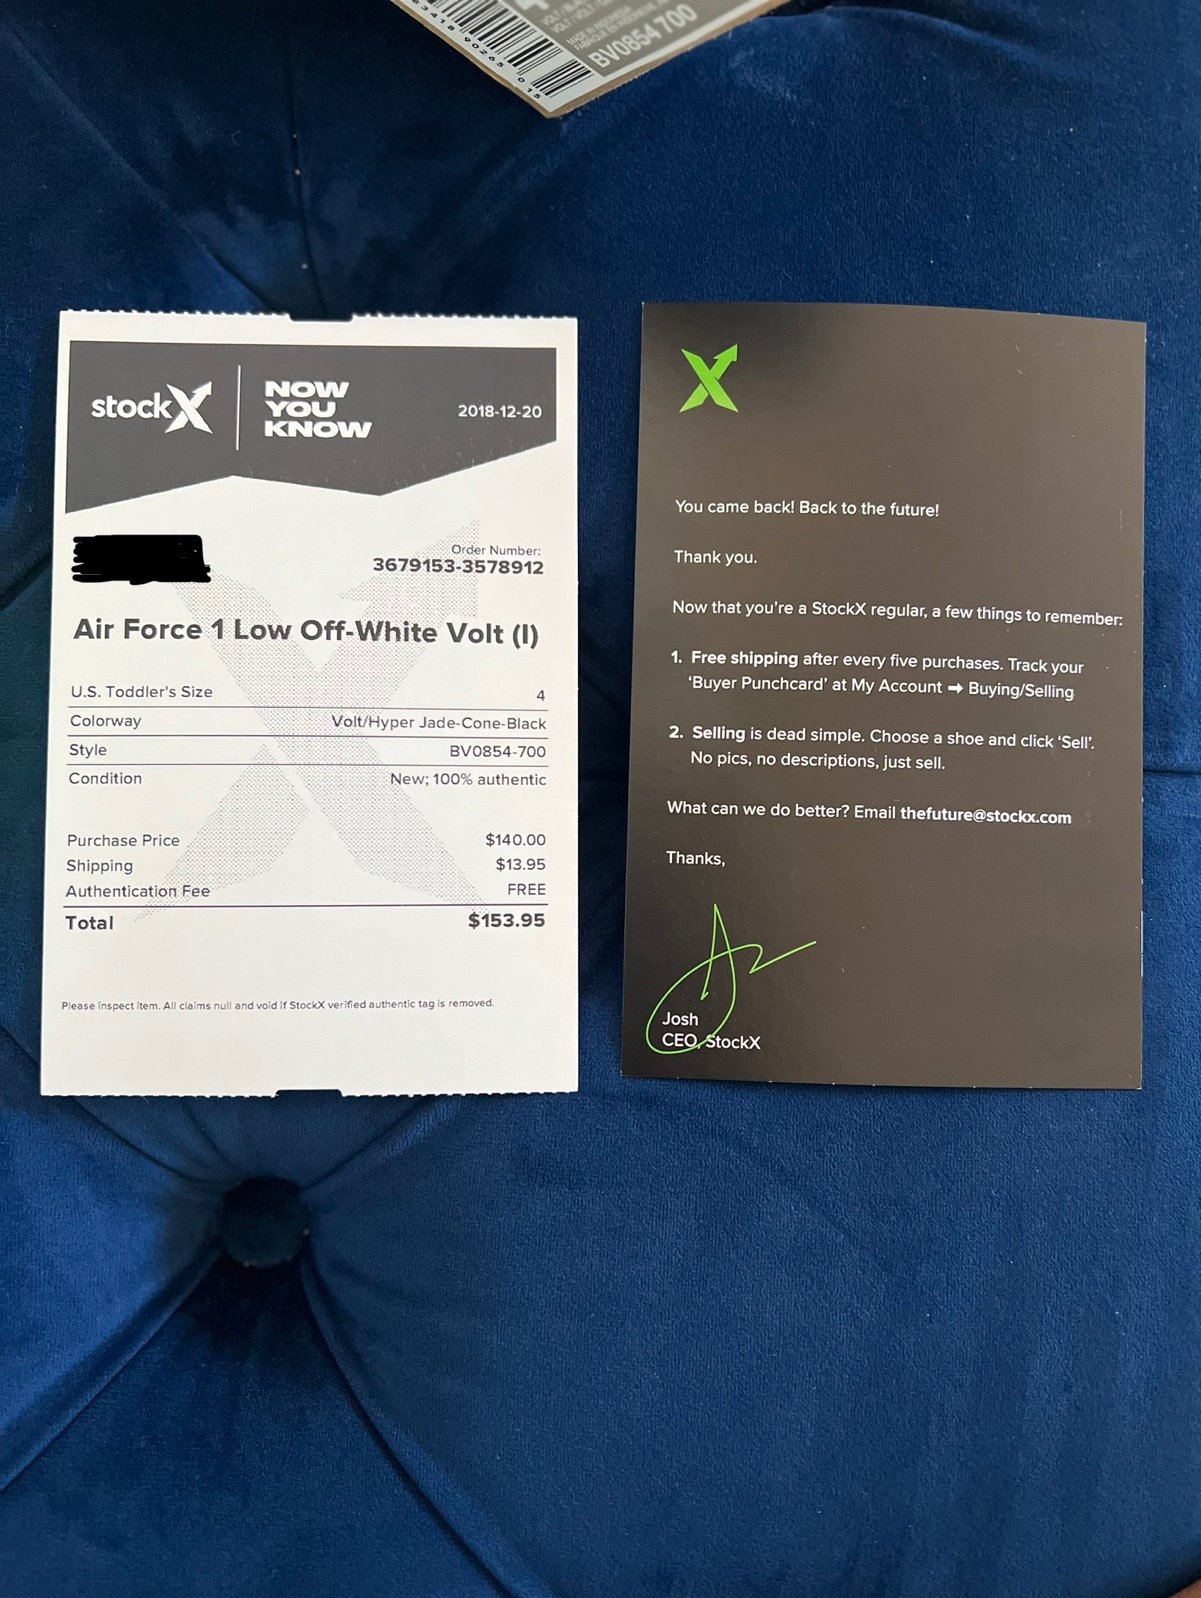 MADE IN INDONESIA
BV0854 700
63418 90265 015
stockX
NOW
YOU
KNOW
2018-12-20
Order Number:
3679153-3578912
Air Force 1 Low Off-White Volt (I)
U.S. Toddler's Size 4
Colorway Volt/Hyper Jade-Cone-Black
Style BV0854-700
Condition New; 100% authentic
Purchase Price $140.00
Shipping $13.95
Authentication Fee FREE
Total $153.95
Please inspect item. All claims null and void if StockX verified authentic tag is removed.
X
You came back! Back to the future!
Thank you.
Now that you're a StockX regular, a few things to remember:
1. Free shipping after every five purchases. Track your
‘Buyer Punchcard’ at My Account ➞ Buying/Selling
2. Selling is dead simple. Choose a shoe and click ‘Sell’.
No pics, no descriptions, just sell.
What can we do better? Email thefuture@stockx.com
Thanks,
Josh
CEO, StockX